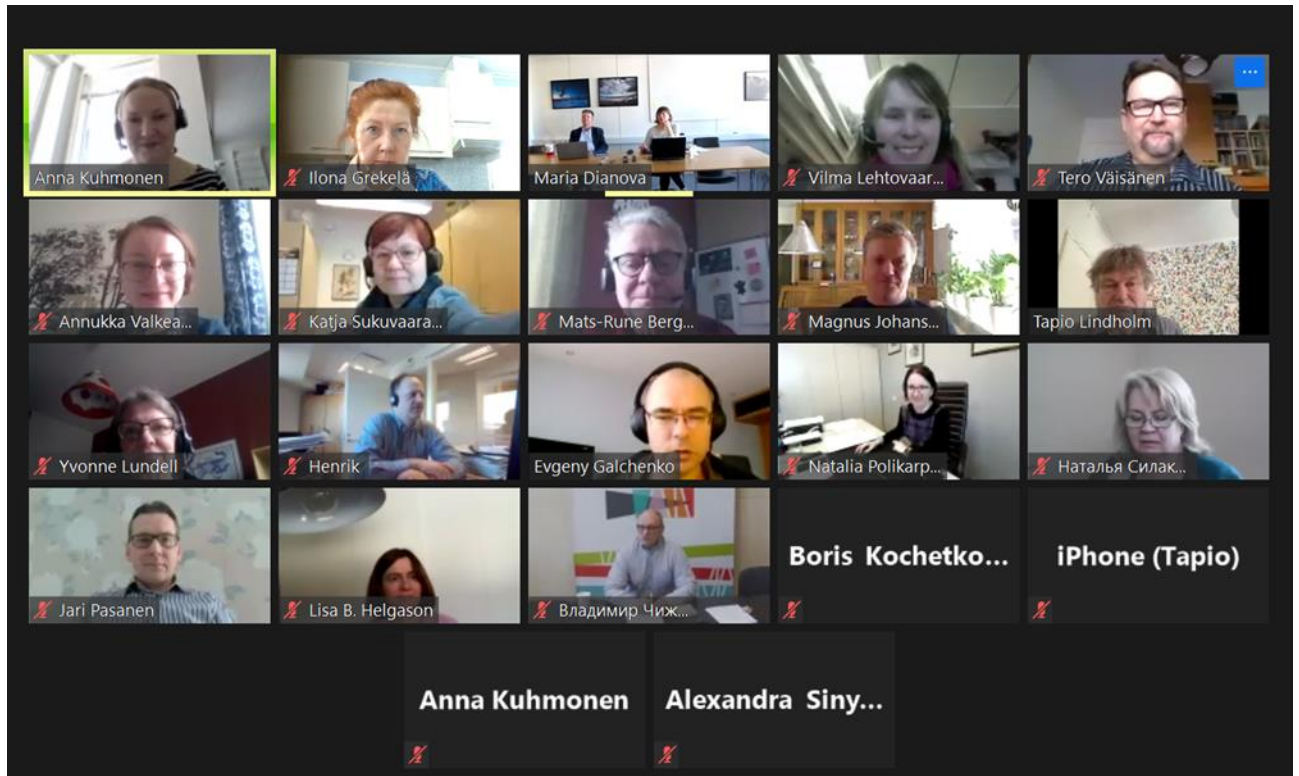 Anna Kuhmonen
Ilona Grekelä
Maria Dianova
Vilma Lehtovaar...
Tero Väisänen
Annukka Valkea...
Katja Sukuvaara...
Mats-Rune Berg...
Magnus Johans...
Tapio Lindholm
Yvonne Lundell
Henrik
Evgeny Galchenko
Natalia Polikarp...
Наталья Силак...
Jari Pasanen
Lisa B. Helgason
Владимир Чиж...
Boris Kochetko...
iPhone (Tapio)
Anna Kuhmonen
Alexandra Siny...